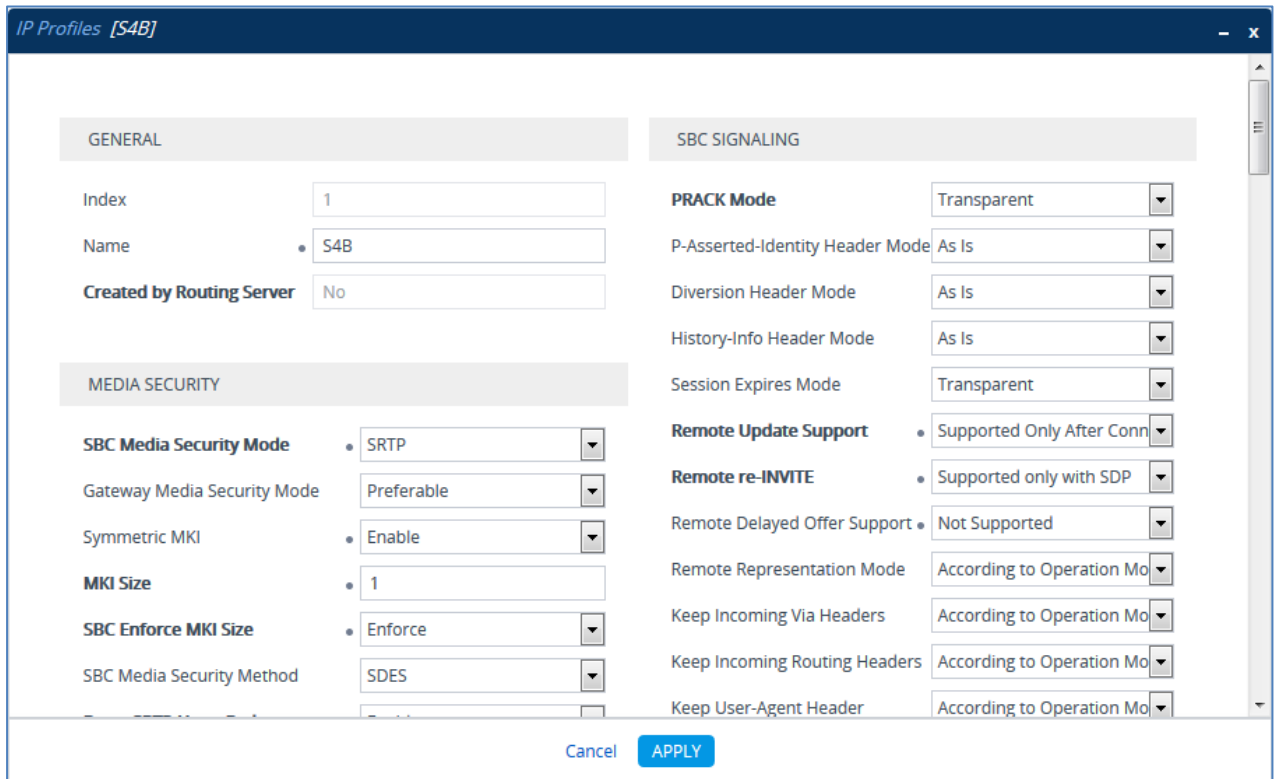 IP Profiles [S4B]
– x
GENERAL
Index 1
Name S4B
Created by Routing Server No
MEDIA SECURITY
SBC Media Security Mode SRTP
Gateway Media Security Mode Preferable
Symmetric MKI Enable
MKI Size 1
SBC Enforce MKI Size Enforce
SBC Media Security Method SDES
SBC SIGNALING
PRACK Mode Transparent
P-Asserted-Identity Header Mode As Is
Diversion Header Mode As Is
History-Info Header Mode As Is
Session Expires Mode Transparent
Remote Update Support Supported Only After Conn
Remote re-INVITE Supported only with SDP
Remote Delayed Offer Support Not Supported
Remote Representation Mode According to Operation Mo
Keep Incoming Via Headers According to Operation Mo
Keep Incoming Routing Headers According to Operation Mo
Keep User-Agent Header According to Operation Mo
Cancel APPLY